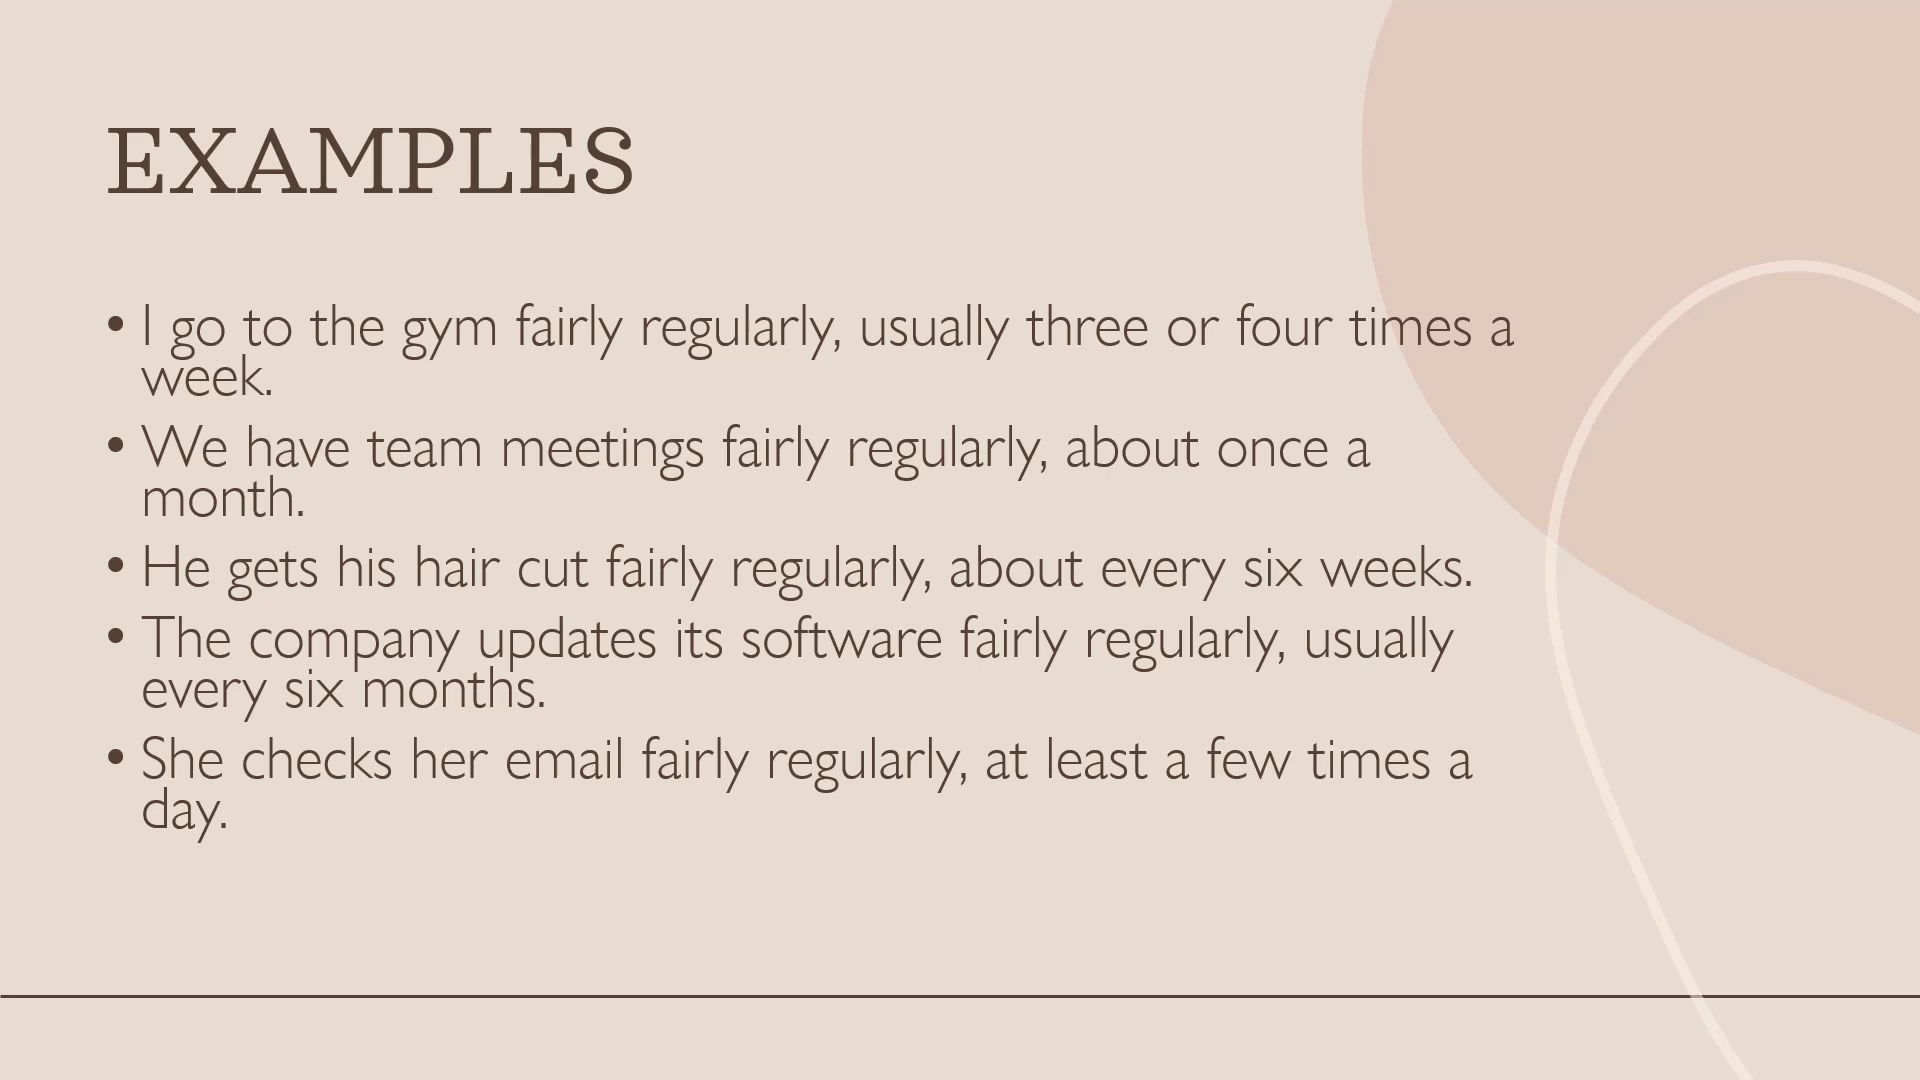 EXAMPLES
• I go to the gym fairly regularly, usually three or four times a
week.
• We have team meetings fairly regularly, about once a
month.
• He gets his hair cut fairly regularly, about every six weeks.
• The company updates its software fairly regularly, usually
every six months.
• She checks her email fairly regularly, at least a few times a
day.